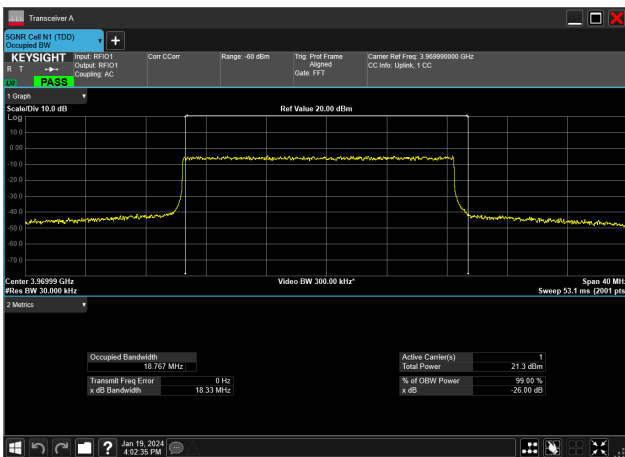 Transceiver A
5GNR Cell N1 (TDD)
Occupied BW
KEYSIGHT
R T
LV
PASS
Input: RFIO1
Output: RFIO1
Coupling: AC
Corr CCorr
Range: -60 dBm
Trig: Prot Frame
Aligned
Gate: FFT
Carrier Ref Freq: 3.969990000 GHz
CC Info: Uplink, 1 CC
1 Graph
Scale/Div 10.0 dB
Ref Value 20.00 dBm
Log
10.0
0.00
-10.0
-20.0
-30.0
-40.0
-50.0
-60.0
-70.0
Center 3.96999 GHz
Video BW 300.00 kHz*
Span 40 MHz
#Res BW 30.000 kHz
Sweep 53.1 ms (2001 pts
2 Metrics
Occupied Bandwidth
18.767 MHz
Transmit Freq Error 0 Hz
x dB Bandwidth 18.33 MHz
Active Carrier(s) 1
Total Power 21.3 dBm
% of OBW Power 99.00 %
x dB -26.00 dB
Jan 19, 2024
4:02:35 PM